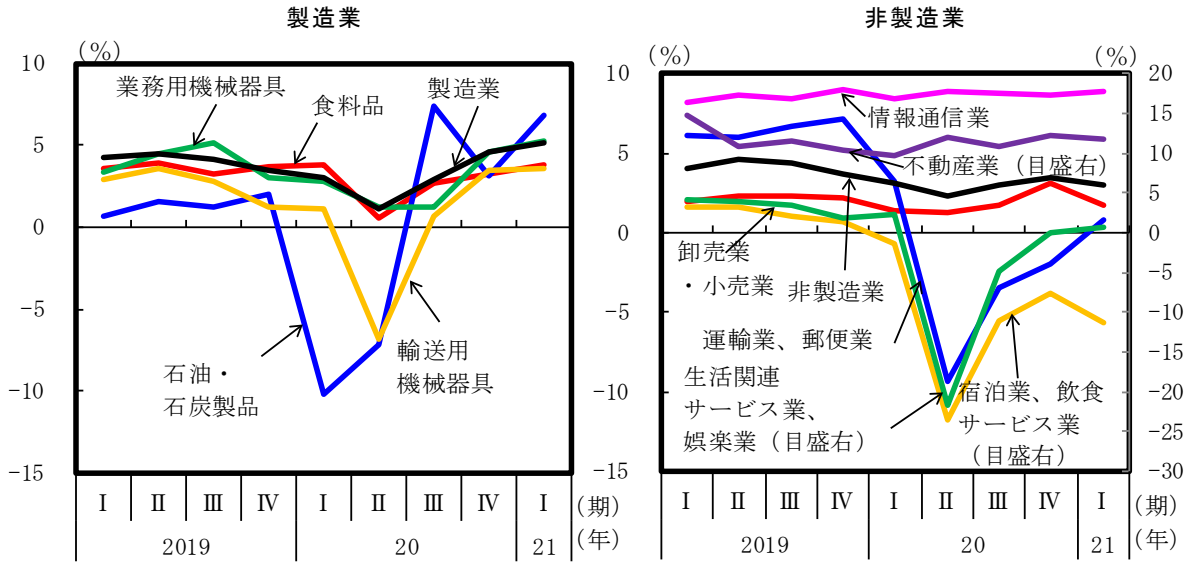 製造業
(%)
10
5
0
-5
-10
-15
業務用機械器具
食料品
製造業
石油・
石炭製品
輸送用
機械器具
Ⅰ Ⅱ Ⅲ Ⅳ Ⅰ Ⅱ Ⅲ Ⅳ Ⅰ (期)
2019 20 21 (年)
非製造業
(%) (%)
10
5
0
-5
-10
-15
20
15
10
5
0
-5
-10
-15
-20
-25
-30
情報通信業
不動産業(目盛右)
卸売業
・小売業
非製造業
運輸業、郵便業
生活関連
サービス業、
娯楽業(目盛右)
宿泊業、飲食
サービス業
(目盛右)
Ⅰ Ⅱ Ⅲ Ⅳ Ⅰ Ⅱ Ⅲ Ⅳ Ⅰ (期)
2019 20 21 (年)